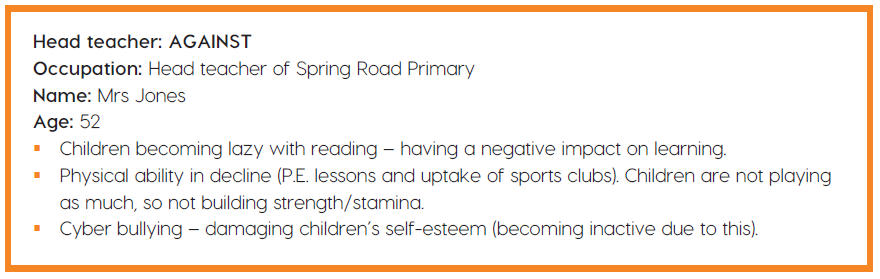 Head teacher: AGAINST
Occupation: Head teacher of Spring Road Primary
Name: Mrs Jones
Age: 52
▪ Children becoming lazy with reading – having a negative impact on learning.
▪ Physical ability in decline (P.E. lessons and uptake of sports clubs). Children are not playing
as much, so not building strength/stamina.
▪ Cyber bullying – damaging children’s self-esteem (becoming inactive due to this).